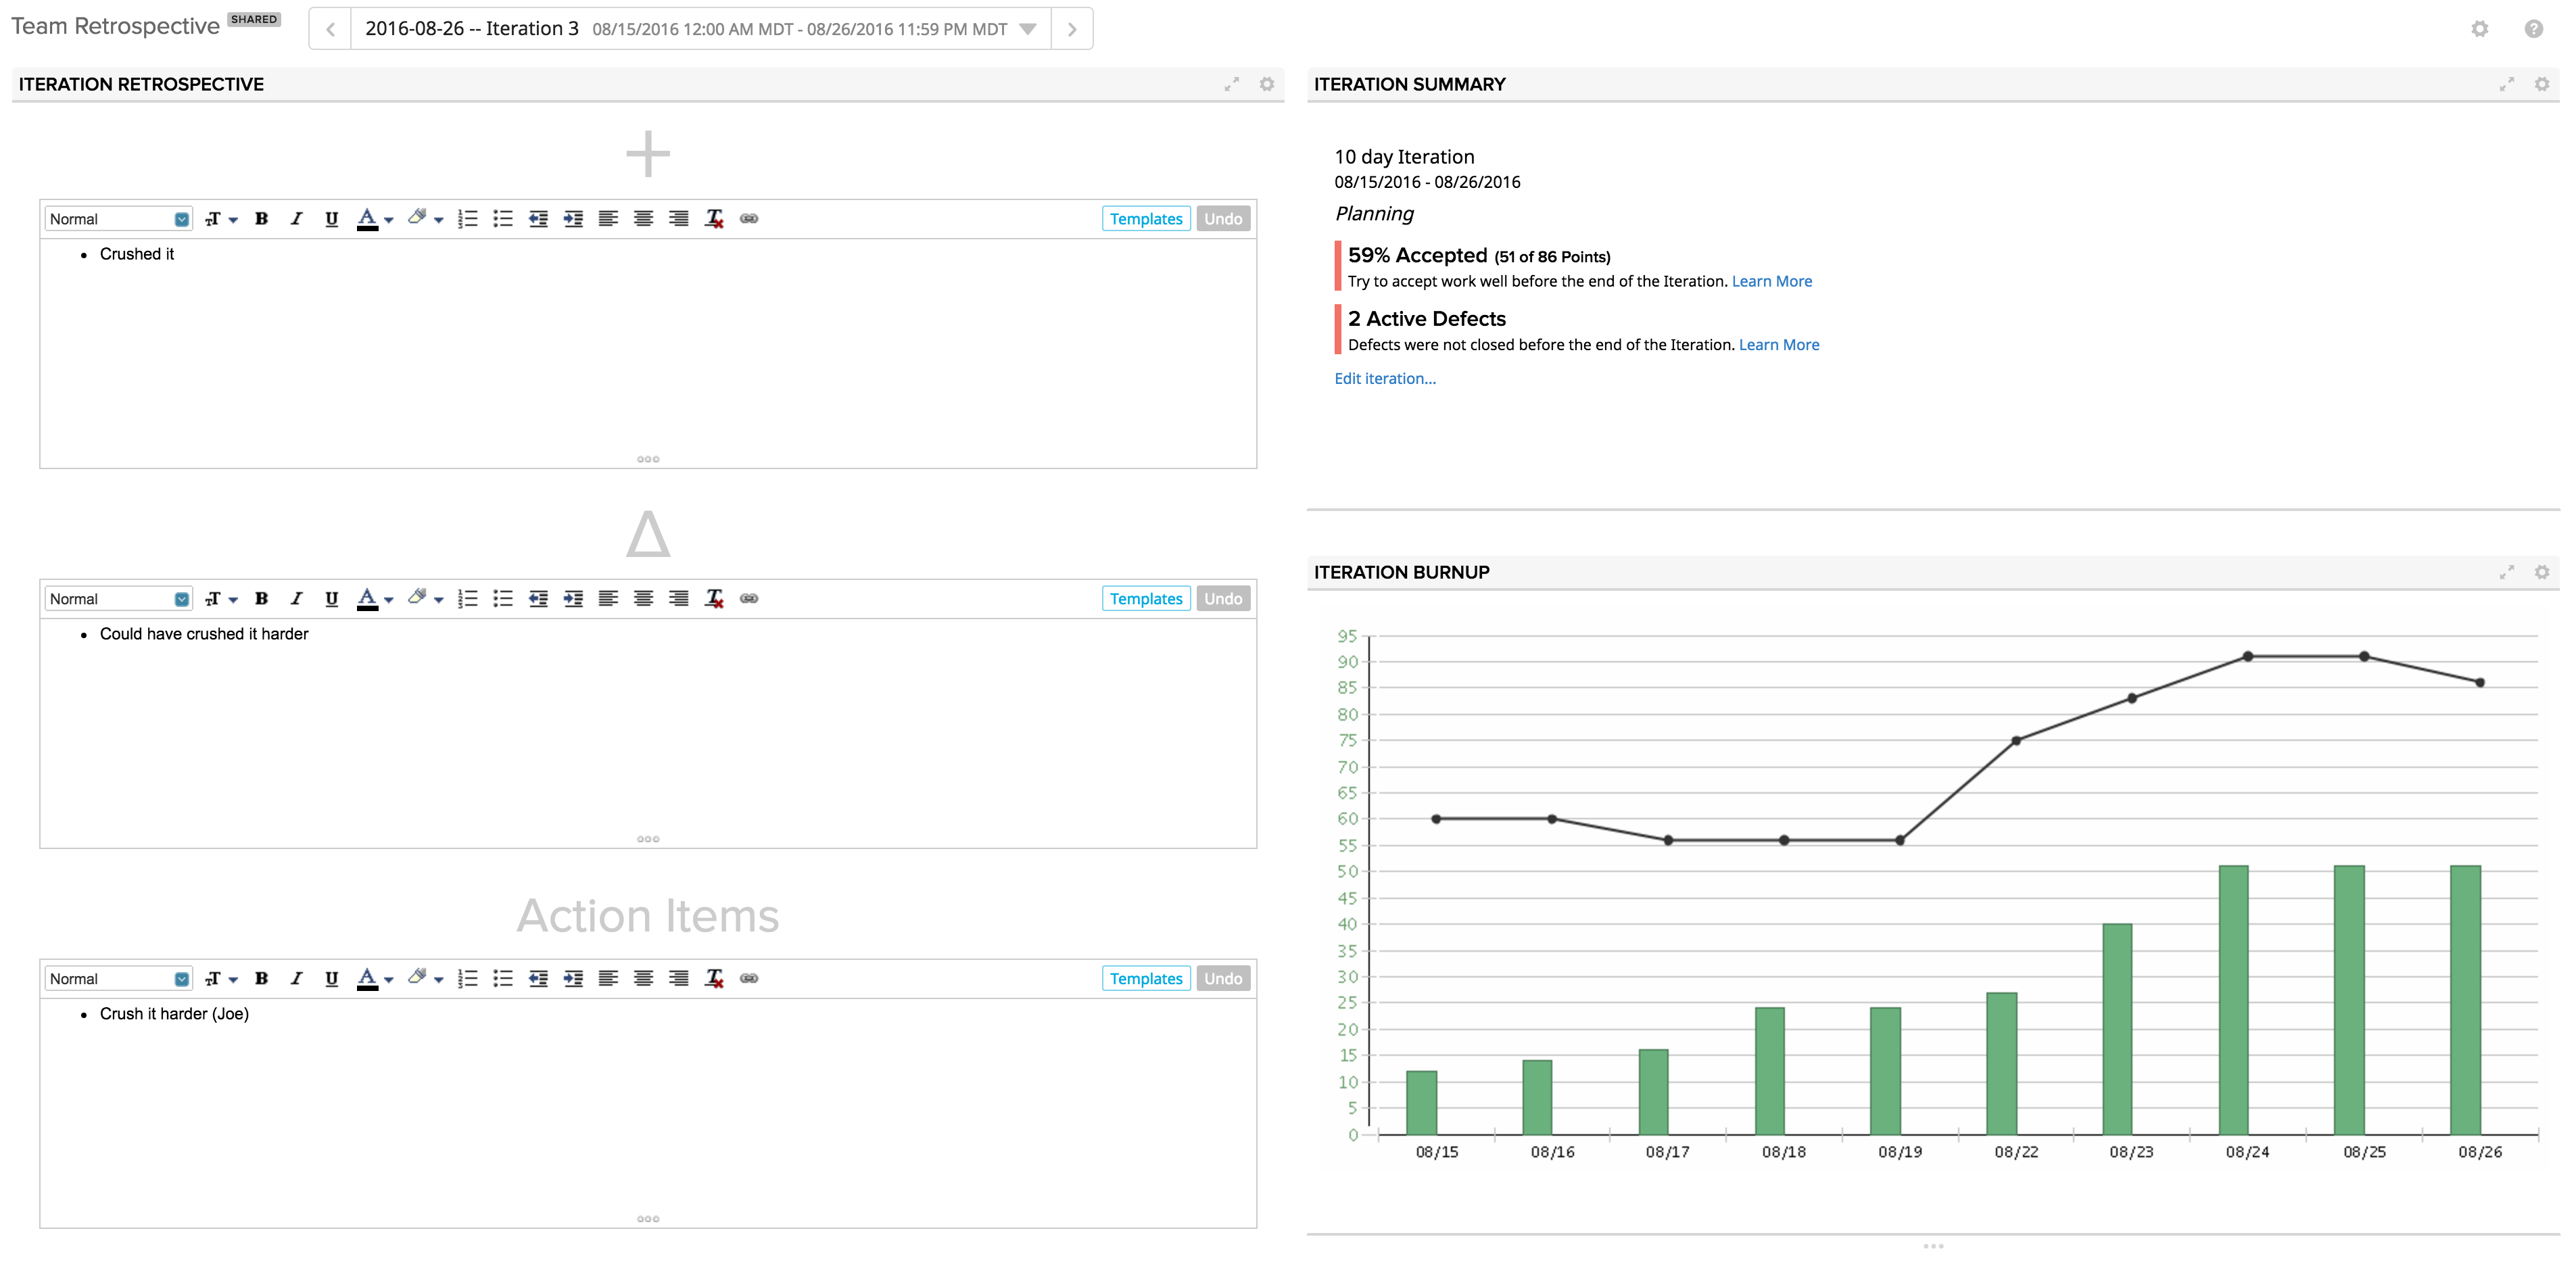 Team Retrospective SHARED
2016-08-26 -- Iteration 3 08/15/2016 12:00 AM MDT - 08/26/2016 11:59 PM MDT
ITERATION RETROSPECTIVE
+
Normal T B I U A Templates Undo
• Crushed it
Δ
Normal T B I U A Templates Undo
• Could have crushed it harder
Action Items
Normal T B I U A Templates Undo
• Crush it harder (Joe)
ITERATION SUMMARY
10 day Iteration
08/15/2016 - 08/26/2016
Planning
59% Accepted (51 of 86 Points)
Try to accept work well before the end of the Iteration. Learn More
2 Active Defects
Defects were not closed before the end of the Iteration. Learn More
Edit iteration...
ITERATION BURNUP
95
90
85
80
75
70
65
60
55
50
45
40
35
30
25
20
15
10
5
0
08/15 08/16 08/17 08/18 08/19 08/22 08/23 08/24 08/25 08/26